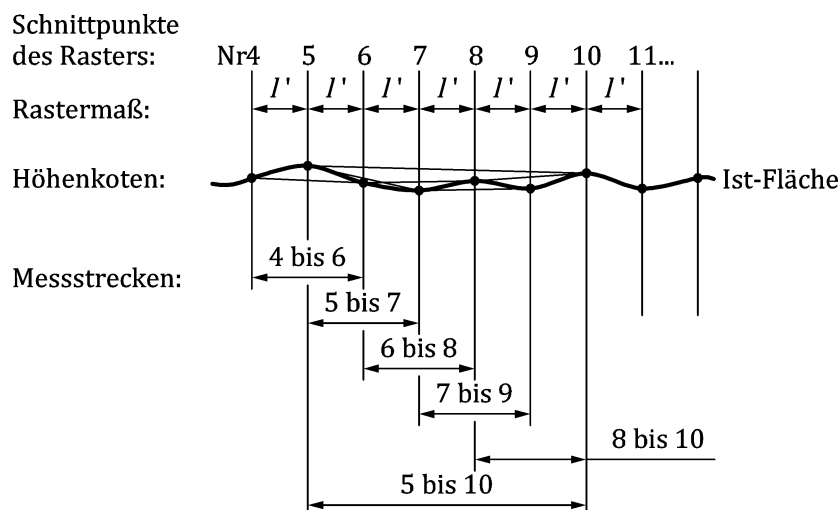 Schnittpunkte
des Rasters: Nr4 5 6 7 8 9 10 11...
Rastermaß: l' l' l' l' l' l' l'
Höhenkoten: Ist-Fläche
4 bis 6
Messstrecken:
5 bis 7
6 bis 8
7 bis 9
8 bis 10
5 bis 10